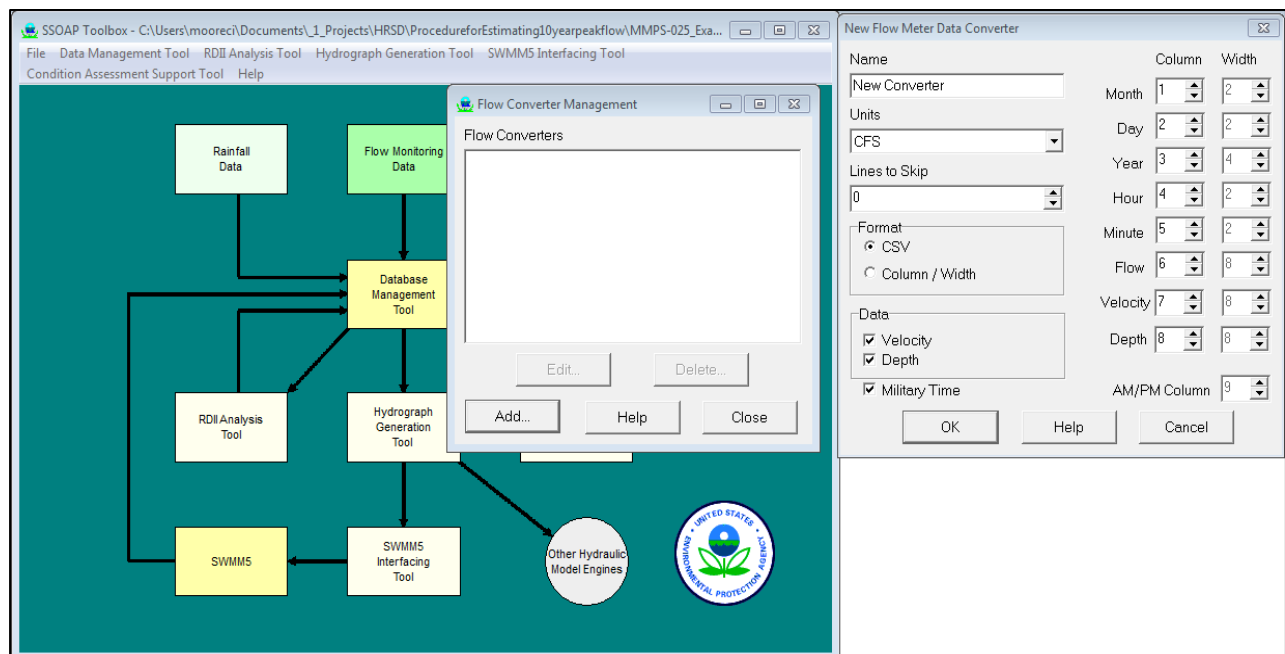 SSOAP Toolbox - C:\Users\mooreci\Documents\_1_Projects\HRSD\ProcedureforEstimating10yearpeakflow\MMPS-025_Exa...
File Data Management Tool RDII Analysis Tool Hydrograph Generation Tool SWMM5 Interfacing Tool
Condition Assessment Support Tool Help
Rainfall
Data
Flow Monitoring
Data
Database
Management
Tool
RDII Analysis
Tool
Hydrograph
Generation
Tool
SWMM5
SWMM5
Interfacing
Tool
Other Hydraulic
Model Engines
UNITED STATES
ENVIRONMENTAL PROTECTION AGENCY
Flow Converter Management
Flow Converters
Edit... Delete...
Add... Help Close
New Flow Meter Data Converter
Name
New Converter
Units
CFS
Lines to Skip
0
Format
CSV
Column / Width
Data
Velocity
Depth
Military Time
Column Width
Month 1 2
Day 2 2
Year 3 4
Hour 4 2
Minute 5 2
Flow 6 8
Velocity 7 8
Depth 8 8
AM/PM Column 9
OK Help Cancel